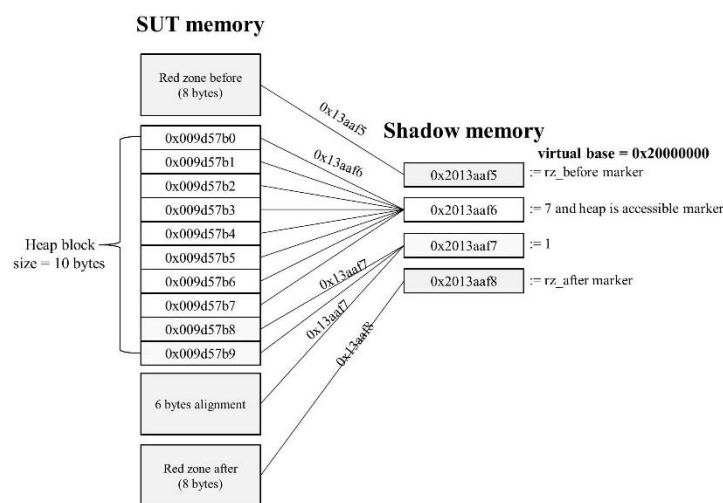 SUT memory
Red zone before
(8 bytes)
0x13aaf5
Shadow memory
virtual base = 0x20000000
0x009d57b0
0x009d57b1
0x009d57b2
0x009d57b3
0x009d57b4
0x009d57b5
0x009d57b6
0x009d57b7
0x009d57b8
0x009d57b9
Heap block
size = 10 bytes
0x13aaf6
0x13aaf7
0x13aaf7
0x13aaf8
0x2013aaf5 := rz_before marker
0x2013aaf6 := 7 and heap is accessible marker
0x2013aaf7 := 1
0x2013aaf8 := rz_after marker
6 bytes alignment
Red zone after
(8 bytes)